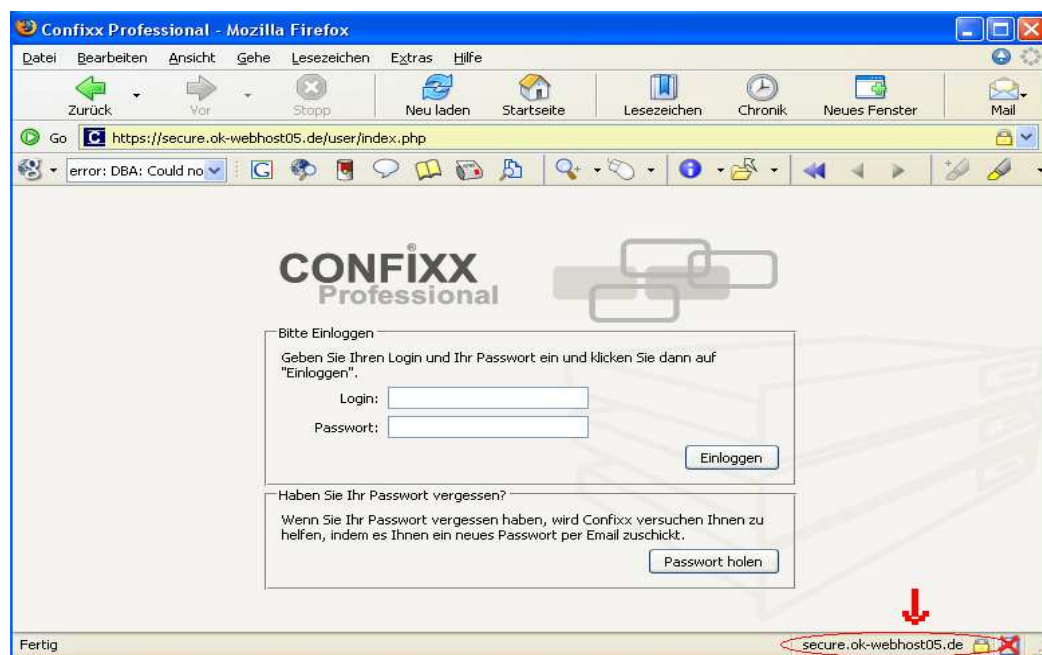 Confixx Professional - Mozilla Firefox
Datei Bearbeiten Ansicht Gehe Lesezeichen Extras Hilfe
Zurück Vor Stopp Neu laden Startseite Lesezeichen Chronik Neues Fenster Mail
Go C https://secure.ok-webhost05.de/user/index.php
error: DBA: Could no G
CONFIXX®
Professional
Bitte Einloggen
Geben Sie Ihren Login und Ihr Passwort ein und klicken Sie dann auf
"Einloggen".
Login:
Passwort:
Einloggen
Haben Sie Ihr Passwort vergessen?
Wenn Sie Ihr Passwort vergessen haben, wird Confixx versuchen Ihnen zu
helfen, indem es Ihnen ein neues Passwort per Email zuschickt.
Passwort holen
Fertig secure.ok-webhost05.de